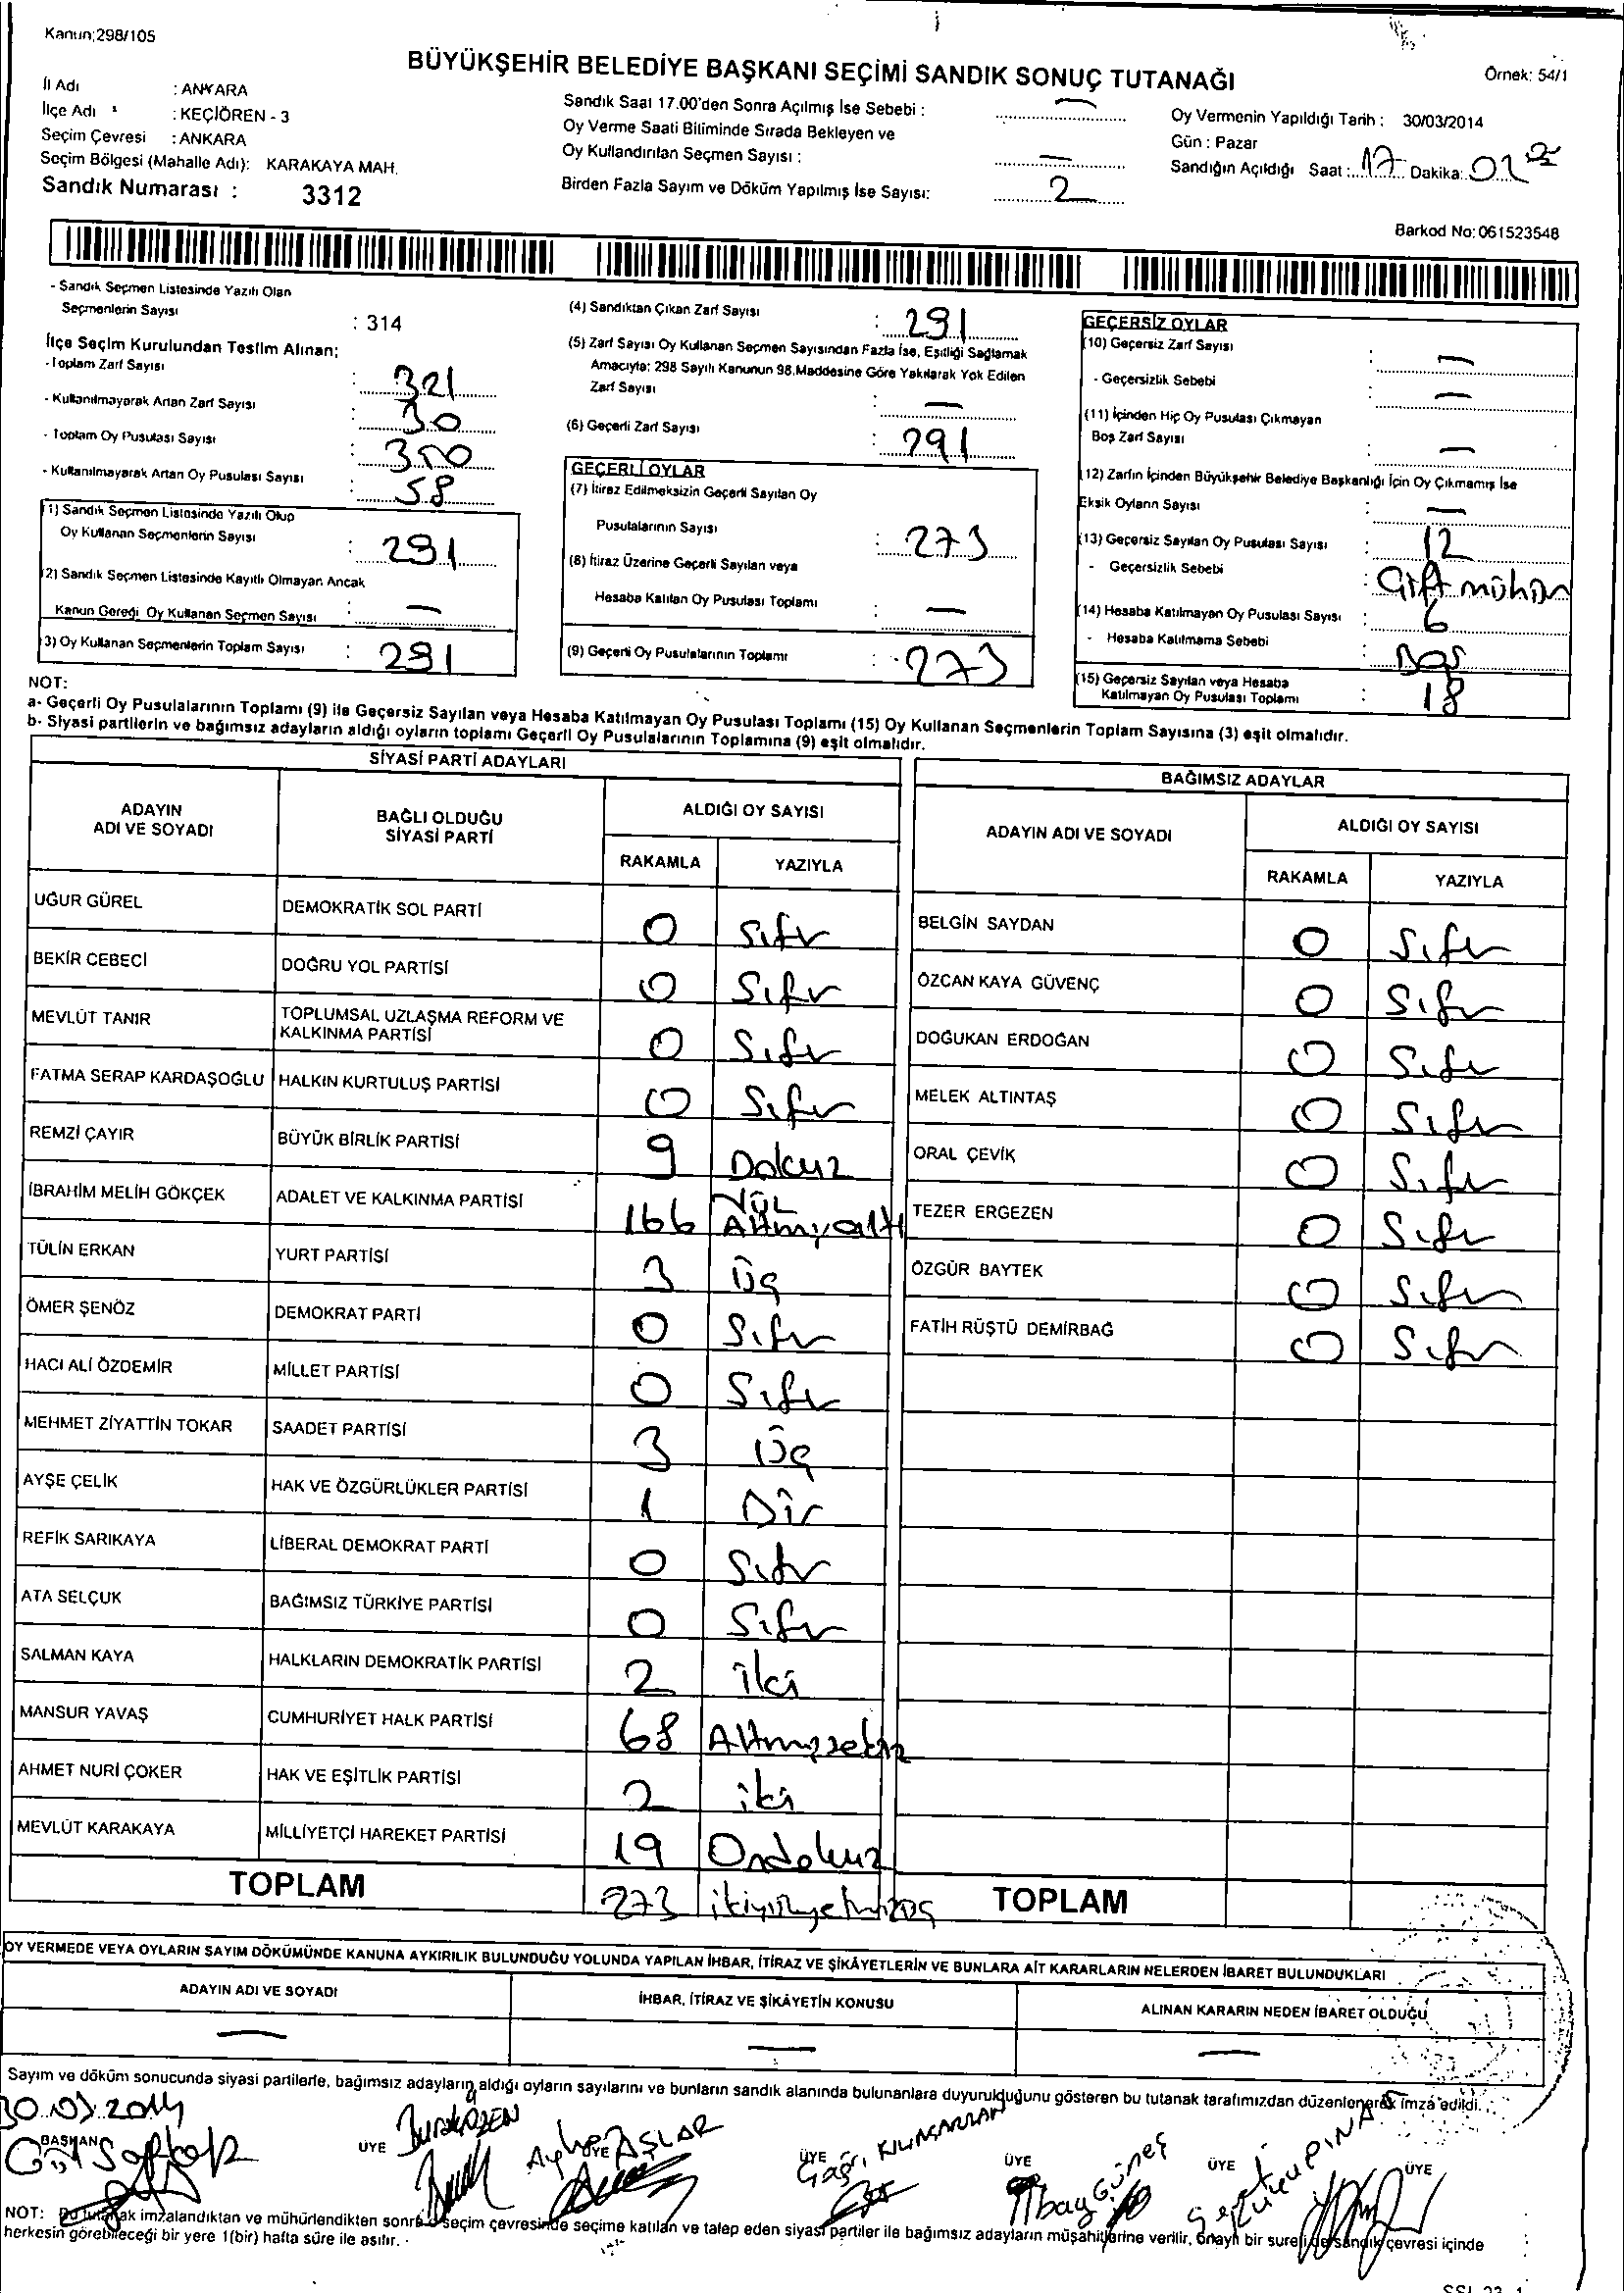 Kanun;298/105
BÜYÜKŞEHİR BELEDİYE BAŞKANI SEÇİMİ SANDIK SONUÇ TUTANAĞI
Örnek: 54/1
İl Adı : ANKARA
İlçe Adı : KEÇİÖREN - 3
Seçim Çevresi : ANKARA
Seçim Bölgesi (Mahalle Adı): KARAKAYA MAH.
Sandık Numarası : 3312
Sandık Saat 17.00'den Sonra Açılmış İse Sebebi : —
Oy Verme Saati Bitiminde Sırada Bekleyen ve
Oy Kullandırılan Seçmen Sayısı : —
Birden Fazla Sayım ve Döküm Yapılmış İse Sayısı: 2
Oy Vermenin Yapıldığı Tarih : 30/03/2014
Gün : Pazar
Sandığın Açıldığı Saat : 17 Dakika:
Barkod No: 061523548
- Sandık Seçmen Listesinde Yazılı Olan
Seçmenlerin Sayısı : 314
İlçe Seçim Kurulundan Teslim Alınan;
- Toplam Zarf Sayısı : 321
- Kullanılmayarak Artan Zarf Sayısı : 30
- Toplam Oy Pusulası Sayısı : 350
- Kullanılmayarak Artan Oy Pusulası Sayısı : 58
(1) Sandık Seçmen Listesinde Yazılı Olup
Oy Kullanan Seçmenlerin Sayısı : 291
(2) Sandık Seçmen Listesinde Kayıtlı Olmayan Ancak
Kanun Gereği, Oy Kullanan Seçmen Sayısı : —
(3) Oy Kullanan Seçmenlerin Toplam Sayısı : 291
(4) Sandıktan Çıkan Zarf Sayısı : 291
(5) Zarf Sayısı Oy Kullanan Seçmen Sayısından Fazla İse, Eşitliği Sağlamak
Amacıyla; 298 Sayılı Kanunun 98.Maddesine Göre Yakılarak Yok Edilen
Zarf Sayısı : —
(6) Geçerli Zarf Sayısı : 291
GEÇERLİ OYLAR
(7) İtiraz Edilmeksizin Geçerli Sayılan Oy
Pusulalarının Sayısı : 273
(8) İtiraz Üzerine Geçerli Sayılan veya
Hesaba Katılan Oy Pusulası Toplamı : —
(9) Geçerli Oy Pusulalarının Toplamı : 273
GEÇERSİZ OYLAR
(10) Geçersiz Zarf Sayısı : —
- Geçersizlik Sebebi : —
(11) İçinden Hiç Oy Pusulası Çıkmayan
Boş Zarf Sayısı : —
(12) Zarfın İçinden Büyükşehir Belediye Başkanlığı İçin Oy Çıkmamış İse
Eksik Oyların Sayısı : —
(13) Geçersiz Sayılan Oy Pusulası Sayısı : 12
- Geçersizlik Sebebi : Çift mühür
(14) Hesaba Katılmayan Oy Pusulası Sayısı : 6
- Hesaba Katılmama Sebebi : Boş
(15) Geçersiz Sayılan veya Hesaba
Katılmayan Oy Pusulası Toplamı : 18
NOT:
a- Geçerli Oy Pusulalarının Toplamı (9) ile Geçersiz Sayılan veya Hesaba Katılmayan Oy Pusulası Toplamı (15) Oy Kullanan Seçmenlerin Toplam Sayısına (3) eşit olmalıdır.
b- Siyasi partilerin ve bağımsız adayların aldığı oyların toplamı Geçerli Oy Pusulalarının Toplamına (9) eşit olmalıdır.
SİYASİ PARTİ ADAYLARI
ADAYIN ADI VE SOYADI BAĞLI OLDUĞU SİYASİ PARTİ ALDIĞI OY SAYISI
RAKAMLA YAZIYLA
UĞUR GÜREL DEMOKRATİK SOL PARTİ 0 Sıfır
BEKİR CEBECİ DOĞRU YOL PARTİSİ 0 Sıfır
MEVLÜT TANIR TOPLUMSAL UZLAŞMA REFORM VE KALKINMA PARTİSİ 0 Sıfır
FATMA SERAP KARDAŞOĞLU HALKIN KURTULUŞ PARTİSİ 0 Sıfır
REMZİ ÇAYIR BÜYÜK BİRLİK PARTİSİ 9 Dokuz
İBRAHİM MELİH GÖKÇEK ADALET VE KALKINMA PARTİSİ 166 Yüz Altmışaltı
TÜLİN ERKAN YURT PARTİSİ 3 Üç
ÖMER ŞENÖZ DEMOKRAT PARTİ 0 Sıfır
HACI ALİ ÖZDEMİR MİLLET PARTİSİ 0 Sıfır
MEHMET ZİYATTİN TOKAR SAADET PARTİSİ 3 Üç
AYŞE ÇELİK HAK VE ÖZGÜRLÜKLER PARTİSİ 1 Bir
REFİK SARIKAYA LİBERAL DEMOKRAT PARTİ 0 Sıfır
ATA SELÇUK BAĞIMSIZ TÜRKİYE PARTİSİ 0 Sıfır
SALMAN KAYA HALKLARIN DEMOKRATİK PARTİSİ 2 iki
MANSUR YAVAŞ CUMHURİYET HALK PARTİSİ 68 Altmışsekiz
AHMET NURİ ÇOKER HAK VE EŞİTLİK PARTİSİ 2 iki
MEVLÜT KARAKAYA MİLLİYETÇİ HAREKET PARTİSİ 19 Ondokuz
TOPLAM 273 ikiyüzyetmişüç
BAĞIMSIZ ADAYLAR
ADAYIN ADI VE SOYADI ALDIĞI OY SAYISI
RAKAMLA YAZIYLA
BELGİN SAYDAN 0 Sıfır
ÖZCAN KAYA GÜVENÇ 0 Sıfır
DOĞUKAN ERDOĞAN 0 Sıfır
MELEK ALTINTAŞ 0 Sıfır
ORAL ÇEVİK 0 Sıfır
TEZER ERGEZEN 0 Sıfır
ÖZGÜR BAYTEK 0 Sıfır
FATİH RÜŞTÜ DEMİRBAĞ 0 Sıfır
TOPLAM
OY VERMEDE VEYA OYLARIN SAYIM DÖKÜMÜNDE KANUNA AYKIRILIK BULUNDUĞU YOLUNDA YAPILAN İHBAR, İTİRAZ VE ŞİKÂYETLERİN VE BUNLARA AİT KARARLARIN NELERDEN İBARET BULUNDUKLARI
ADAYIN ADI VE SOYADI İHBAR, İTİRAZ VE ŞİKÂYETİN KONUSU ALINAN KARARIN NEDEN İBARET OLDUĞU
— — —
Sayım ve döküm sonucunda siyasi partilerle, bağımsız adayların aldığı oyların sayılarını ve bunların sandık alanında bulunanlara duyurulduğunu gösteren bu tutanak tarafımızdan düzenlenerek imza edildi.
30.03.2014
BAŞKAN ÜYE ÜYE ÜYE ÜYE ÜYE ÜYE
AŞLAR
NOT: Bu tutanak imzalandıktan ve mühürlendikten sonra seçim çevresinde seçime katılan ve talep eden siyasi partiler ile bağımsız adayların müşahitlerine verilir, onaylı bir sureti de sandık çevresi içinde
herkesin görebileceği bir yere 1(bir) hafta süre ile asılır.